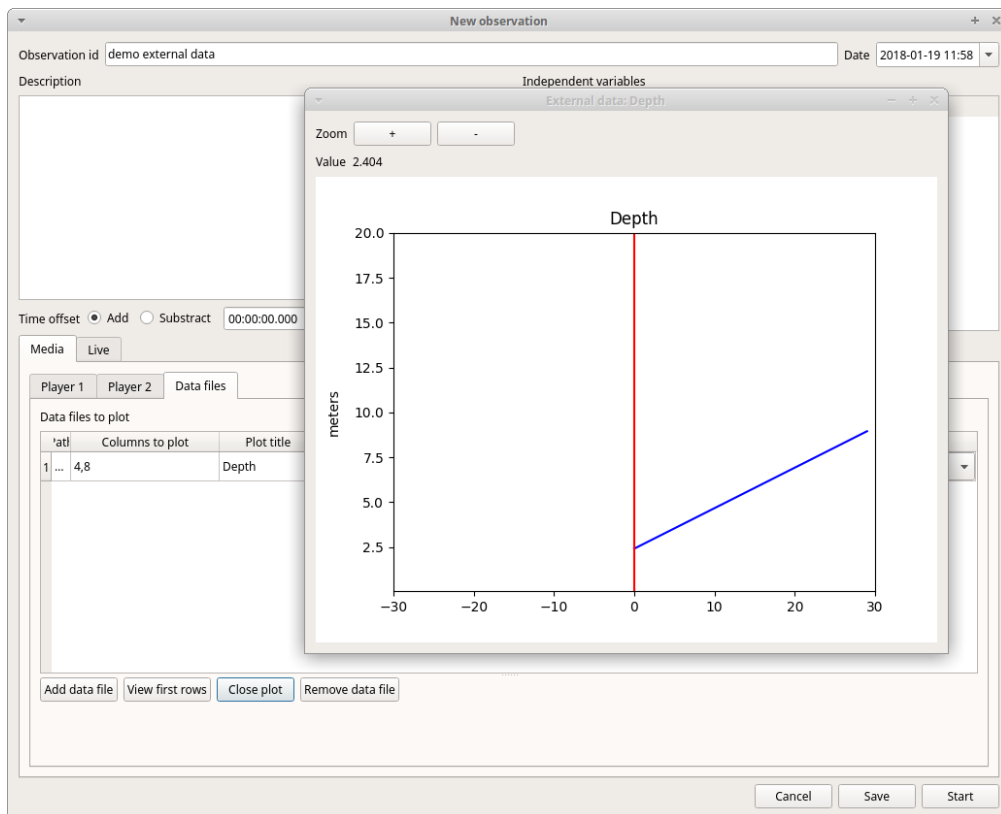 New observation
Observation id demo external data Date 2018-01-19 11:58
Description Independent variables
External data: Depth
Zoom + -
Value 2.404
Depth
20.0
17.5
15.0
12.5
10.0
7.5
5.0
2.5
meters
−30 −20 −10 0 10 20 30
Time offset Add Substract 00:00:00.000
Media Live
Player 1 Player 2 Data files
Data files to plot
Columns to plot Plot title
1 ... 4,8 Depth
Add data file View first rows Close plot Remove data file
Cancel Save Start